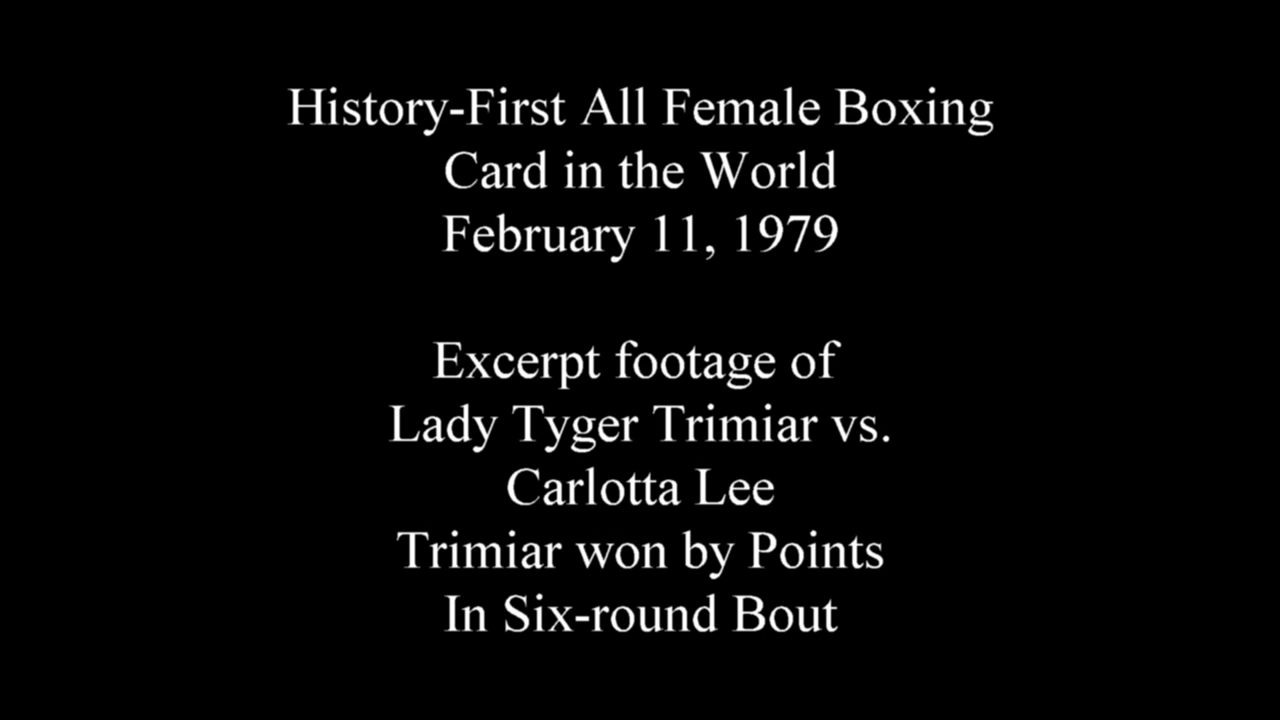 History-First All Female Boxing
Card in the World
February 11, 1979
Excerpt footage of
Lady Tyger Trimiar vs.
Carlotta Lee
Trimiar won by Points
In Six-round Bout